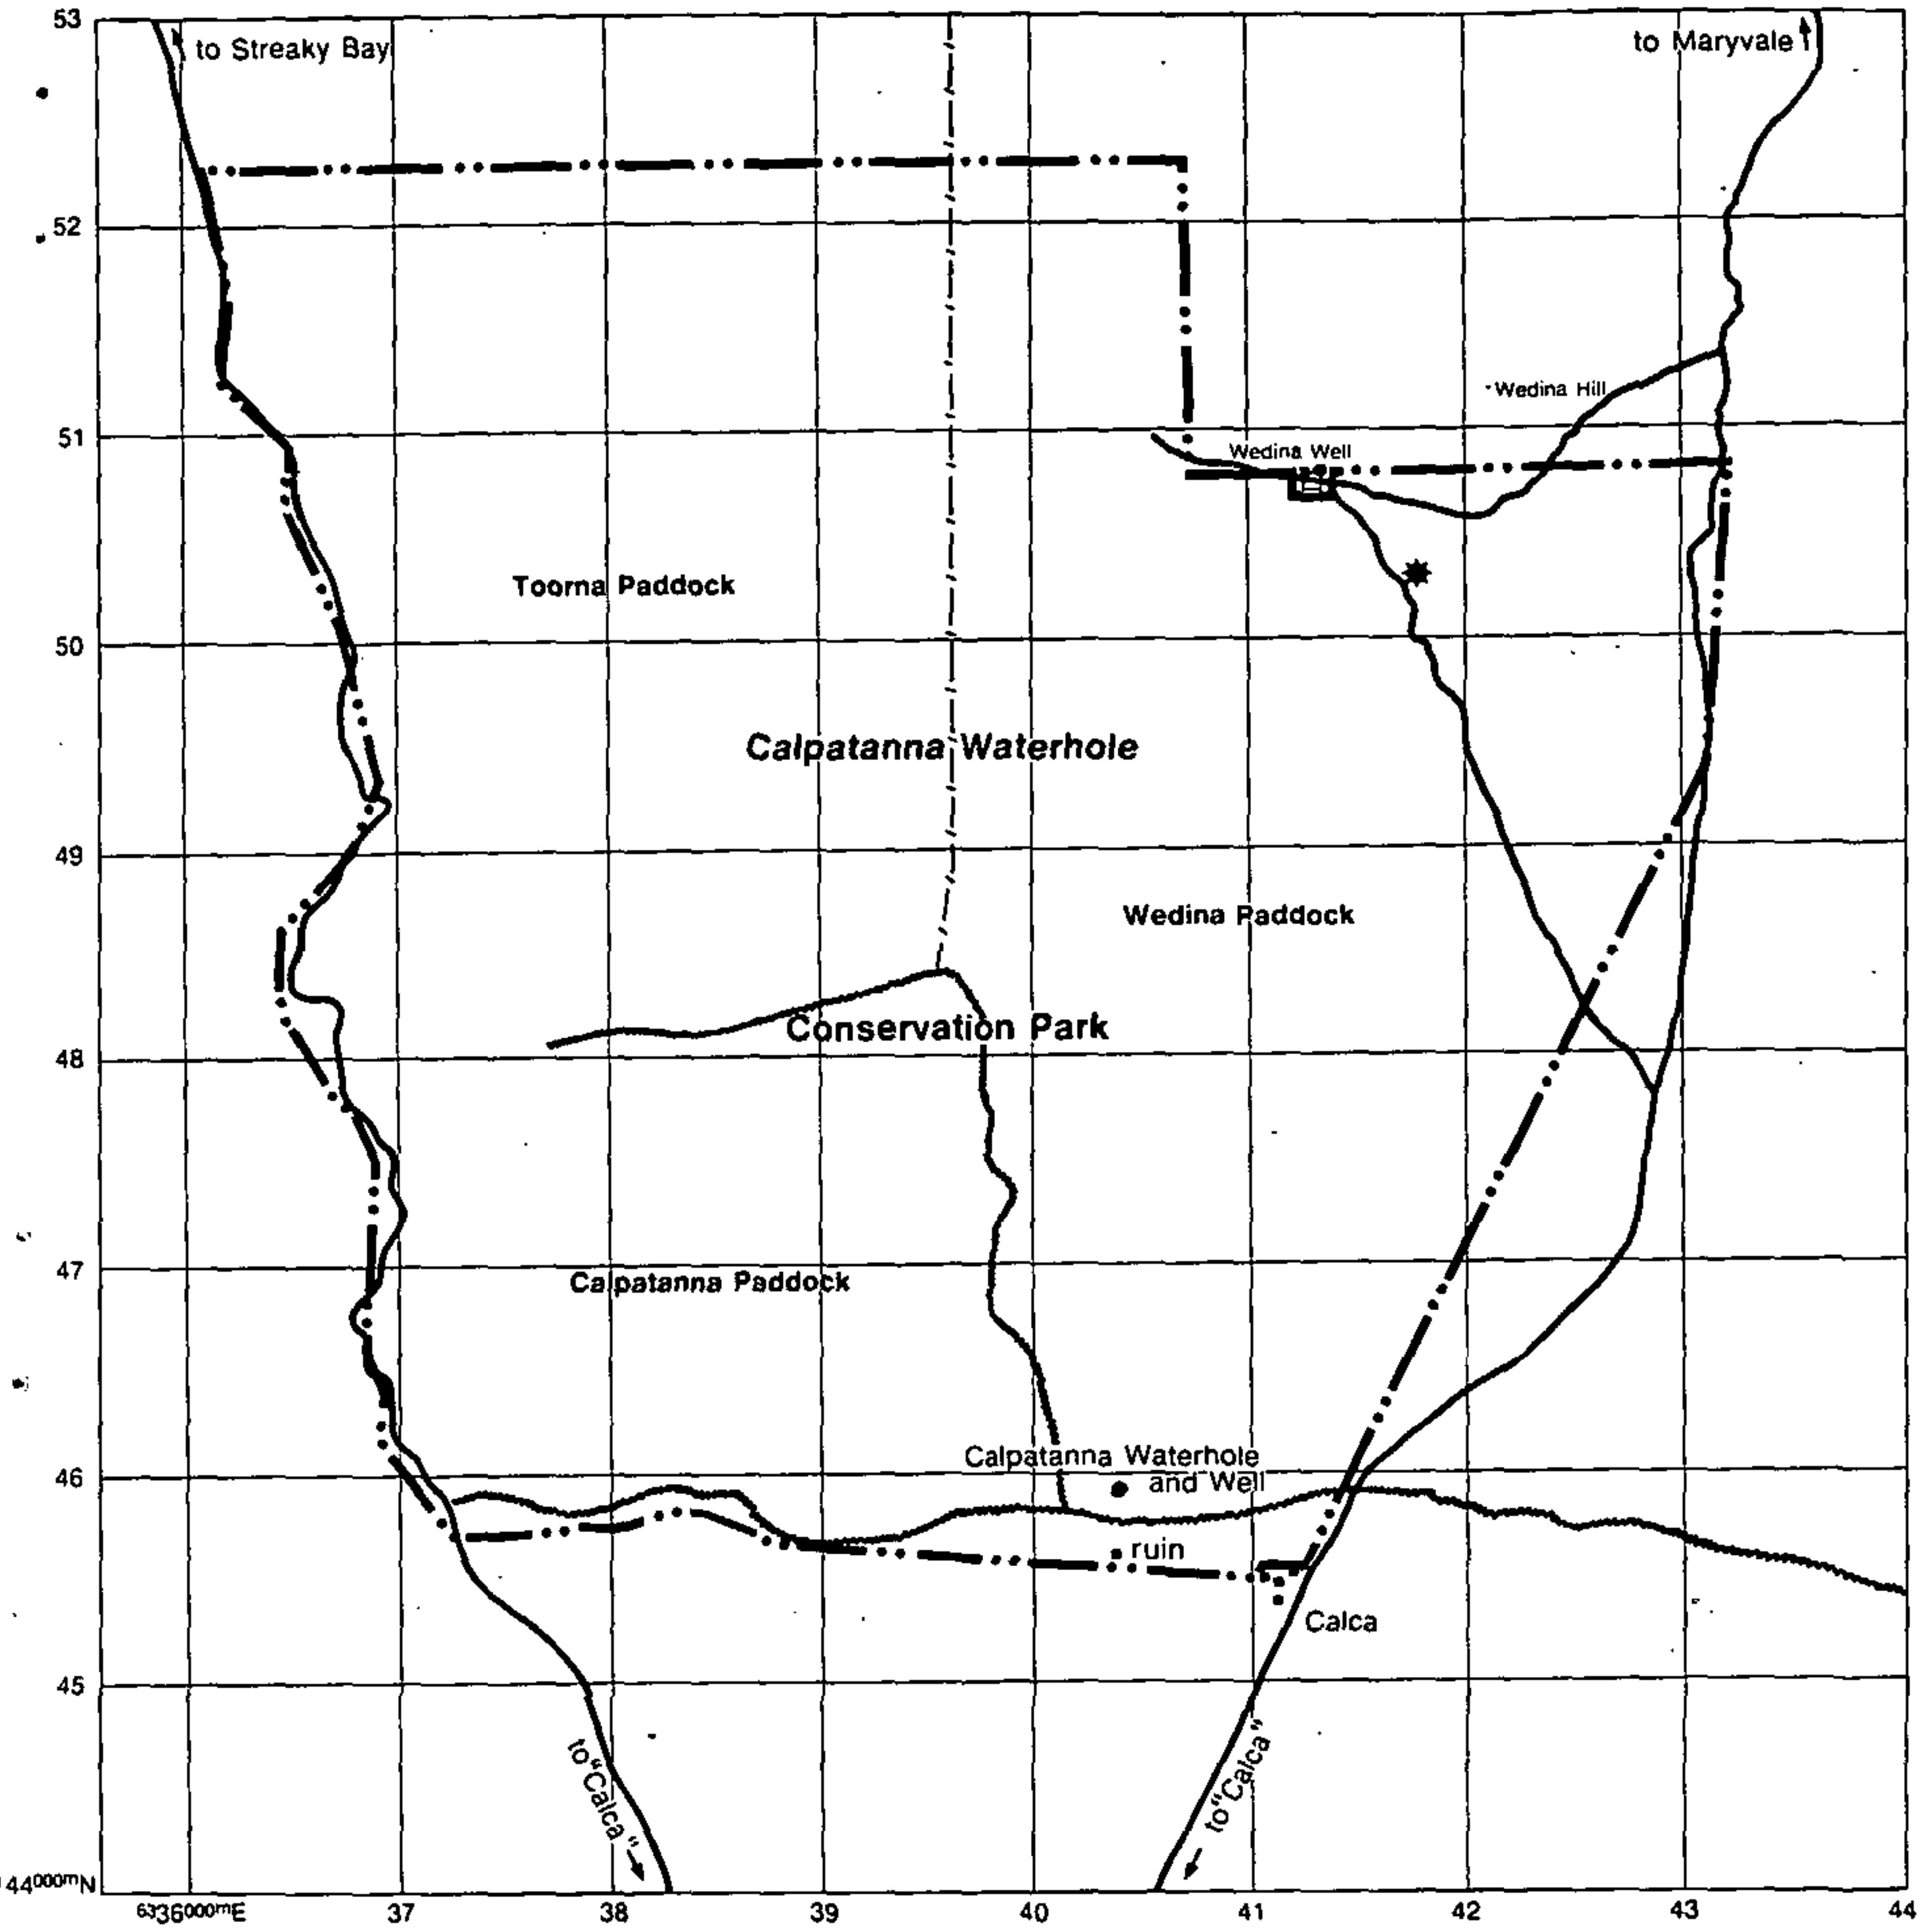 53
to Streaky Bay
to Maryvale
52
Wedina Hill
51
Wedina Well
Toorna Paddock
50
Calpatanna Waterhole
49
Wedina Paddock
Conservation Park
48
47
Calpatanna Paddock
Calpatanna Waterhole
and Well
46
ruin
Calca
45
to "Calca"
to "Calca"
44000mN
6336000mE
37
38
39
40
41
42
43
44